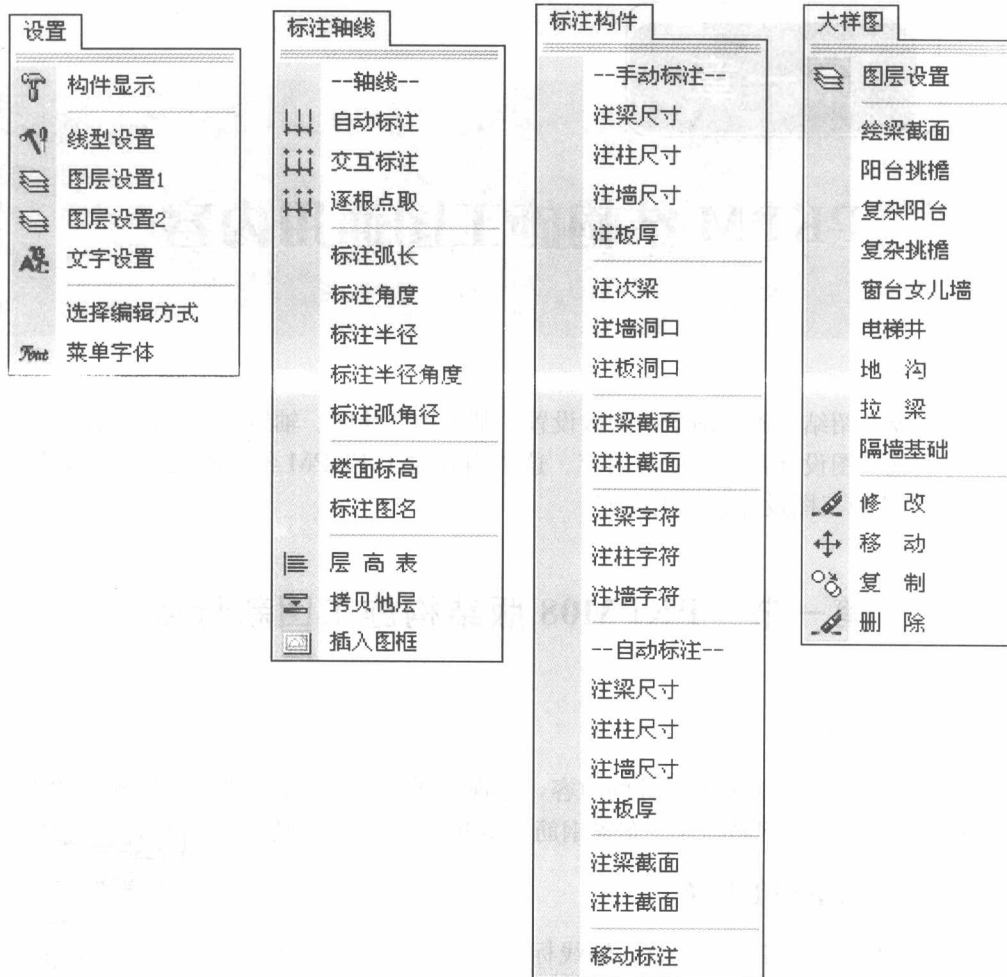 设置
构件显示
线型设置
图层设置1
图层设置2
文字设置
选择编辑方式
Font 菜单字体
标注轴线
--轴线--
自动标注
交互标注
逐根点取
标注弧长
标注角度
标注半径
标注半径角度
标注弧角径
楼面标高
标注图名
层 高 表
拷贝他层
插入图框
标注构件
--手动标注--
注梁尺寸
注柱尺寸
注墙尺寸
注板厚
注次梁
注墙洞口
注板洞口
注梁截面
注柱截面
注梁字符
注柱字符
注墙字符
--自动标注--
注梁尺寸
注柱尺寸
注墙尺寸
注板厚
注梁截面
注柱截面
移动标注
大样图
图层设置
绘梁截面
阳台挑檐
复杂阳台
复杂挑檐
窗台女儿墙
电梯井
地 沟
拉 梁
隔墙基础
修 改
移 动
复 制
删 除